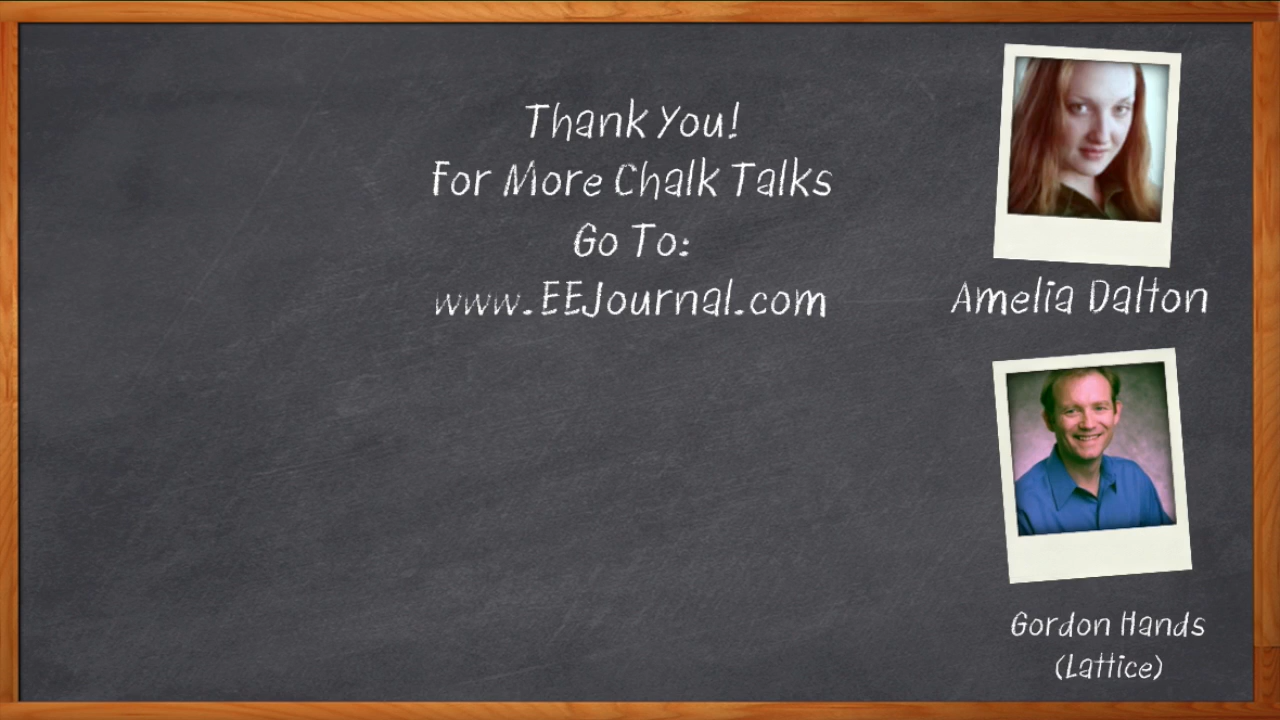 Thank You!
For More Chalk Talks
Go To:
www.EEJournal.com
Amelia Dalton
Gordon Hands
(Lattice)